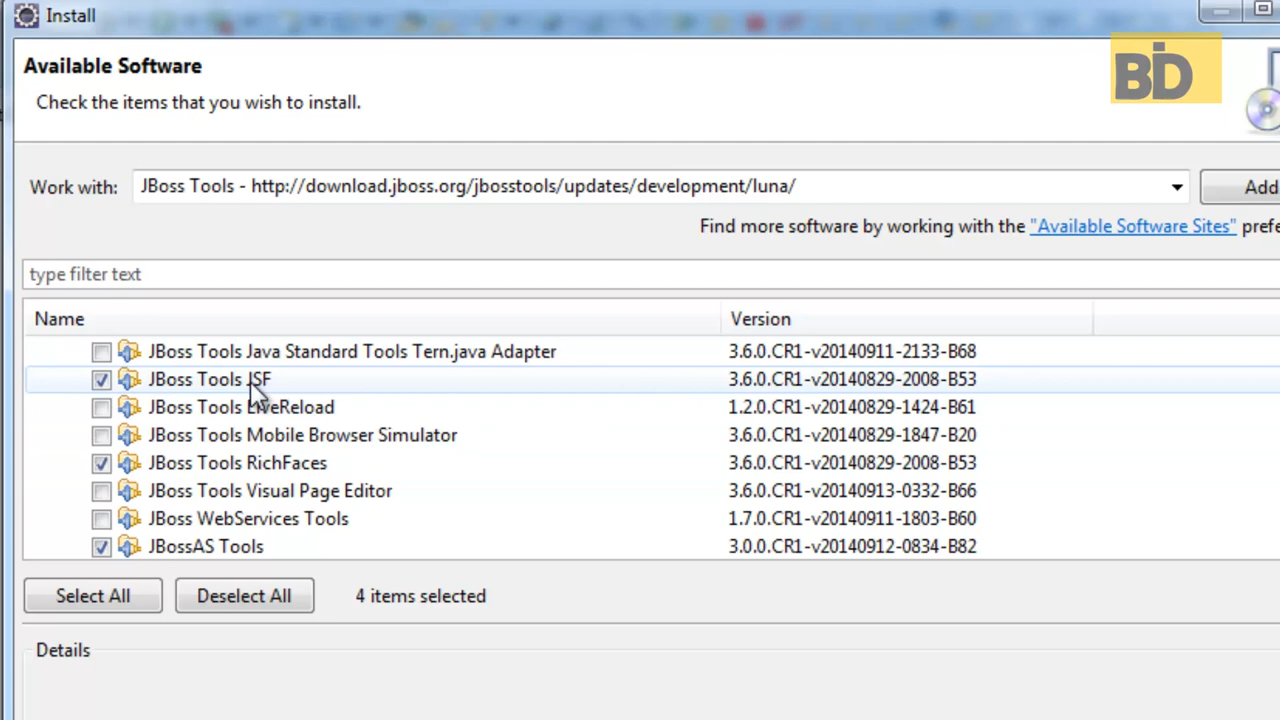 Install
BID
Available Software
Check the items that you wish to install.
Work with: JBoss Tools - http://download.jboss.org/jbosstools/updates/development/luna/ Add
Find more software by working with the "Available Software Sites" prefe
type filter text
Name Version
JBoss Tools Java Standard Tools Tern.java Adapter 3.6.0.CR1-v20140911-2133-B68
JBoss Tools JSF 3.6.0.CR1-v20140829-2008-B53
JBoss Tools LiveReload 1.2.0.CR1-v20140829-1424-B61
JBoss Tools Mobile Browser Simulator 3.6.0.CR1-v20140829-1847-B20
JBoss Tools RichFaces 3.6.0.CR1-v20140829-2008-B53
JBoss Tools Visual Page Editor 3.6.0.CR1-v20140913-0332-B66
JBoss WebServices Tools 1.7.0.CR1-v20140911-1803-B60
JBossAS Tools 3.0.0.CR1-v20140912-0834-B82
Select All Deselect All 4 items selected
Details